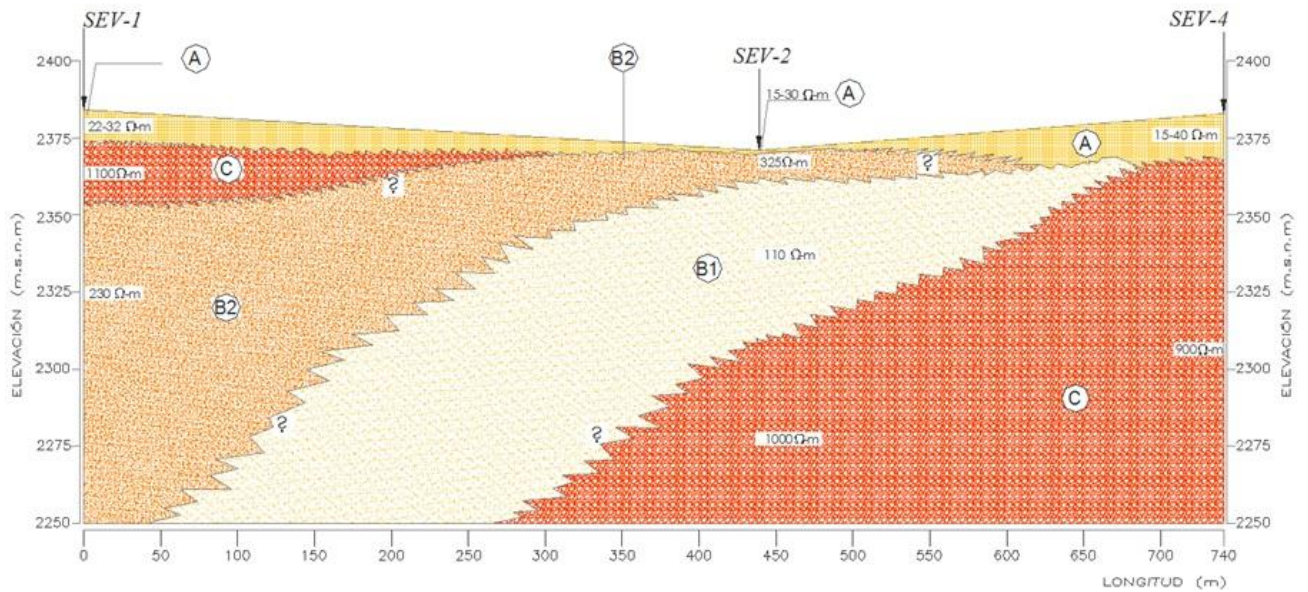 SEV-1
SEV-2
SEV-4
A
B2
2400
2400
15-30 Ω-m A
22-32 Ω-m
15-40 Ω-m
2375
2375
A
325Ω-m
?
1100Ω-m
C
?
2350
2350
B1
110 Ω-m
230 Ω-m
B2
2325
2325
900Ω-m
2300
2300
C
?
?
1000Ω-m
2275
2275
2250
2250
ELEVACIÓN (m.s.n.m)
ELEVACIÓN (m.s.n.m)
0 50 100 150 200 250 300 350 400 450 500 550 600 650 700 740
LONGITUD (m)